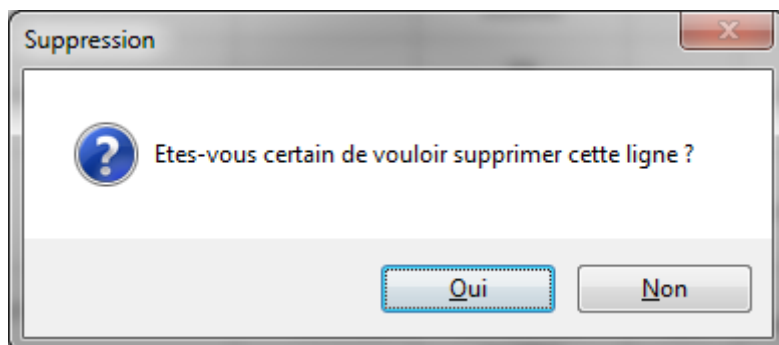 Suppression
Etes-vous certain de vouloir supprimer cette ligne ?
Oui
Non